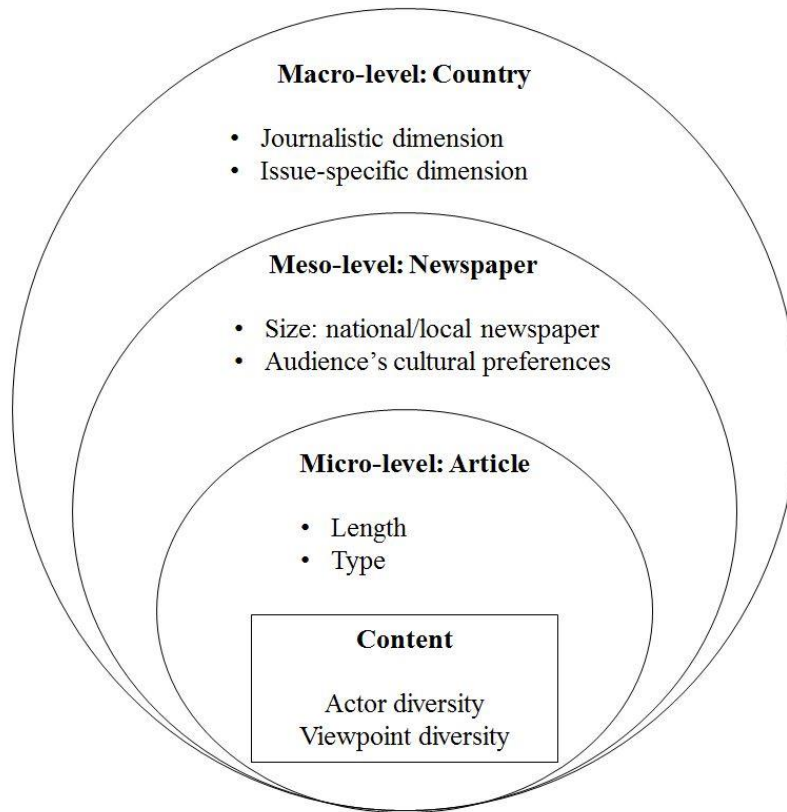 Macro-level: Country
• Journalistic dimension
• Issue-specific dimension
Meso-level: Newspaper
• Size: national/local newspaper
• Audience’s cultural preferences
Micro-level: Article
• Length
• Type
Content
Actor diversity
Viewpoint diversity